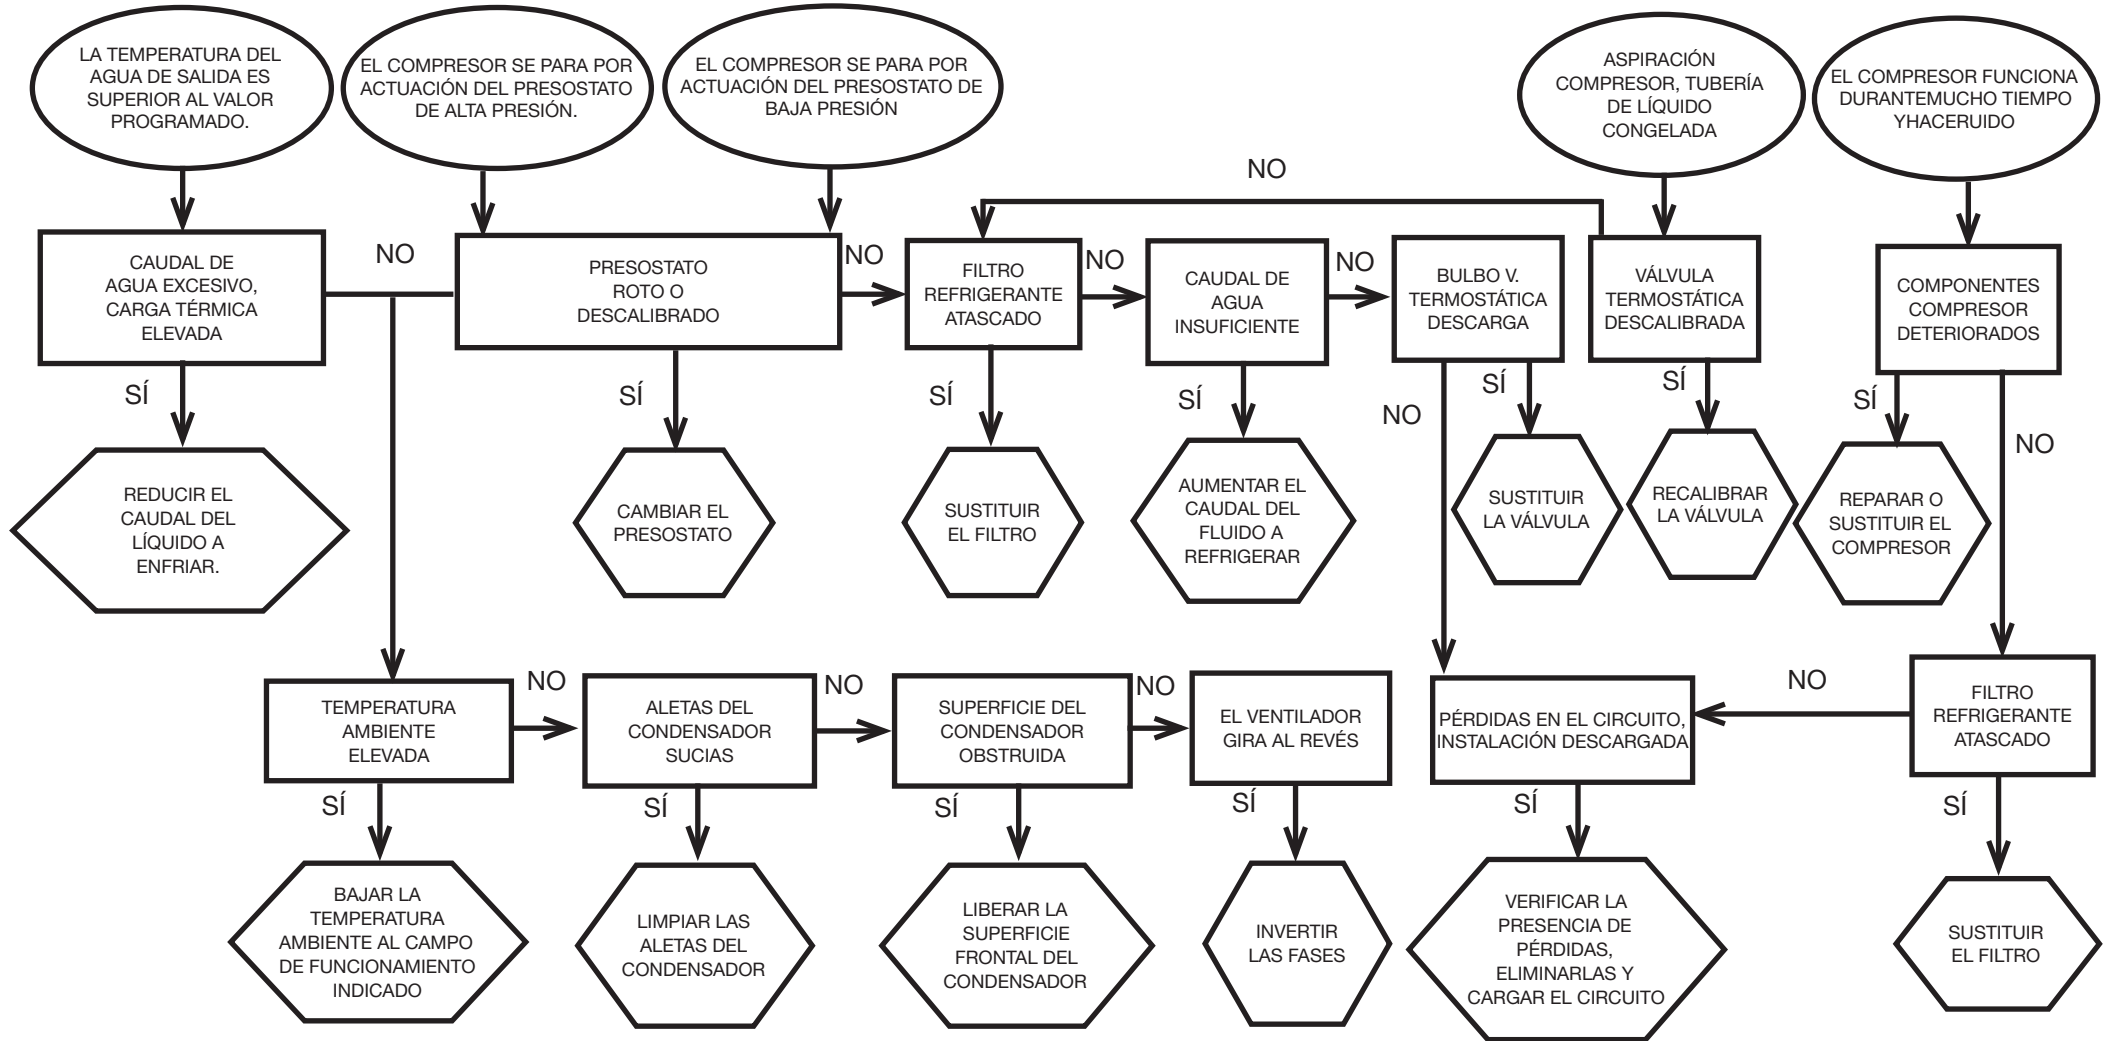 LA TEMPERATURA DEL
AGUA DE SALIDA ES
SUPERIOR AL VALOR
PROGRAMADO.
EL COMPRESOR SE PARA POR
ACTUACIÓN DEL PRESOSTATO
DE ALTA PRESIÓN.
EL COMPRESOR SE PARA POR
ACTUACIÓN DEL PRESOSTATO DE
BAJA PRESIÓN
ASPIRACIÓN
COMPRESOR, TUBERÍA
DE LÍQUIDO
CONGELADA
EL COMPRESOR FUNCIONA
DURANTEMUCHO TIEMPO
YHACERUIDO
NO
CAUDAL DE
AGUA EXCESIVO,
CARGA TÉRMICA
ELEVADA
NO
PRESOSTATO
ROTO O
DESCALIBRADO
NO
FILTRO
REFRIGERANTE
ATASCADO
NO
CAUDAL DE
AGUA
INSUFICIENTE
NO
BULBO V.
TERMOSTÁTICA
DESCARGA
VÁLVULA
TERMOSTÁTICA
DESCALIBRADA
COMPONENTES
COMPRESOR
DETERIORADOS
SÍ
SÍ
SÍ
SÍ
NO
SÍ
SÍ
SÍ
NO
REDUCIR EL
CAUDAL DEL
LÍQUIDO A
ENFRIAR.
CAMBIAR EL
PRESOSTATO
SUSTITUIR
EL FILTRO
AUMENTAR EL
CAUDAL DEL
FLUIDO A
REFRIGERAR
SUSTITUIR
LA VÁLVULA
RECALIBRAR
LA VÁLVULA
REPARAR O
SUSTITUIR EL
COMPRESOR
TEMPERATURA
AMBIENTE
ELEVADA
NO
ALETAS DEL
CONDENSADOR
SUCIAS
NO
SUPERFICIE DEL
CONDENSADOR
OBSTRUIDA
NO
EL VENTILADOR
GIRA AL REVÉS
PÉRDIDAS EN EL CIRCUITO,
INSTALACIÓN DESCARGADA
NO
FILTRO
REFRIGERANTE
ATASCADO
SÍ
SÍ
SÍ
SÍ
SÍ
SÍ
BAJAR LA
TEMPERATURA
AMBIENTE AL CAMPO
DE FUNCIONAMIENTO
INDICADO
LIMPIAR LAS
ALETAS DEL
CONDENSADOR
LIBERAR LA
SUPERFICIE
FRONTAL DEL
CONDENSADOR
INVERTIR
LAS FASES
VERIFICAR LA
PRESENCIA DE
PÉRDIDAS,
ELIMINARLAS Y
CARGAR EL CIRCUITO
SUSTITUIR
EL FILTRO